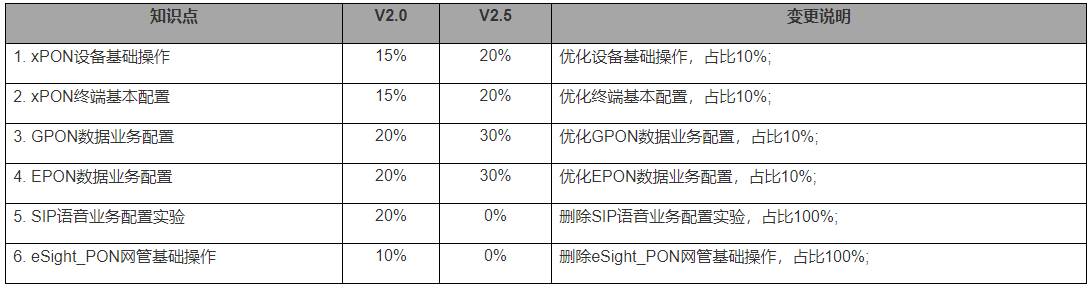 知识点 V2.0 V2.5 变更说明
1. xPON设备基础操作 15% 20% 优化设备基础操作，占比10%;
2. xPON终端基本配置 15% 20% 优化终端基本配置，占比10%;
3. GPON数据业务配置 20% 30% 优化GPON数据业务配置，占比10%;
4. EPON数据业务配置 20% 30% 优化EPON数据业务配置，占比10%;
5. SIP语音业务配置实验 20% 0% 删除SIP语音业务配置实验，占比100%;
6. eSight_PON网管基础操作 10% 0% 删除eSight_PON网管基础操作，占比100%;